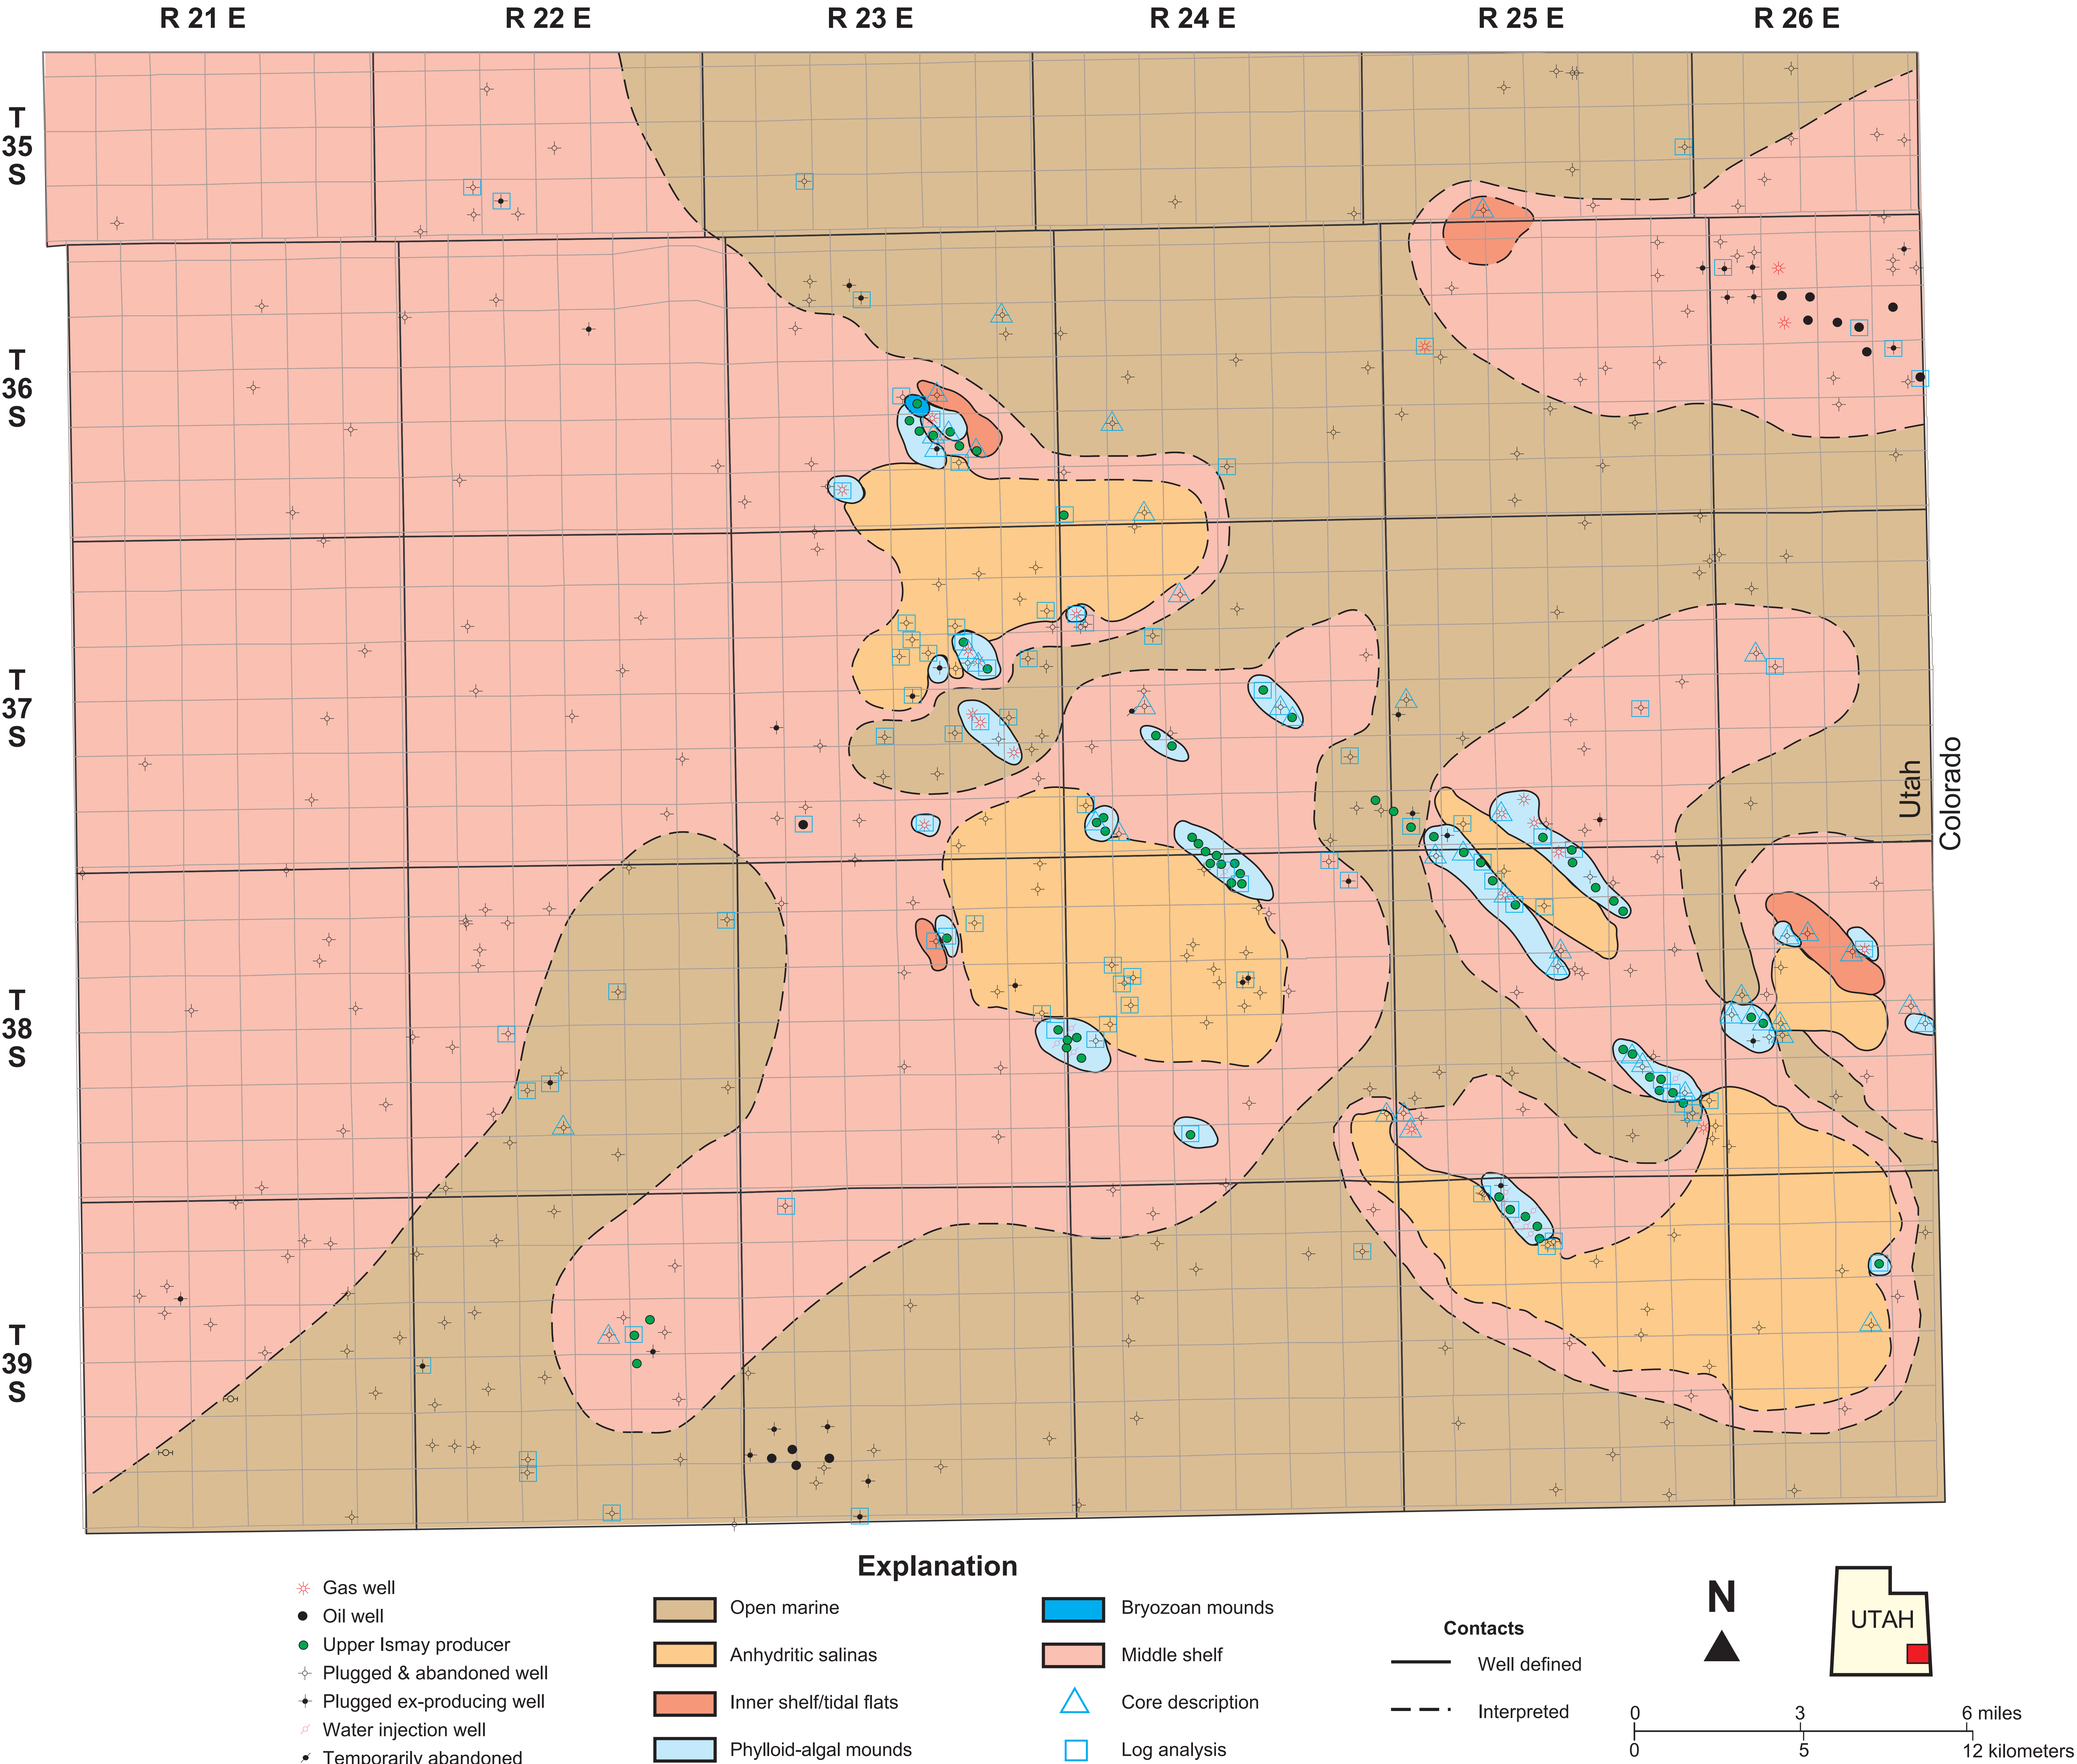 R 21 E
R 22 E
R 23 E
R 24 E
R 25 E
R 26 E
T
35
S
T
36
S
T
37
S
T
38
S
T
39
S
Utah
Colorado
Explanation
Gas well
Oil well
Upper Ismay producer
Plugged & abandoned well
Plugged ex-producing well
Water injection well
Temporarily abandoned
Open marine
Anhydritic salinas
Inner shelf/tidal flats
Phylloid-algal mounds
Bryozoan mounds
Middle shelf
Core description
Log analysis
Contacts
Well defined
Interpreted
N
UTAH
0 3 6 miles
0 5 12 kilometers